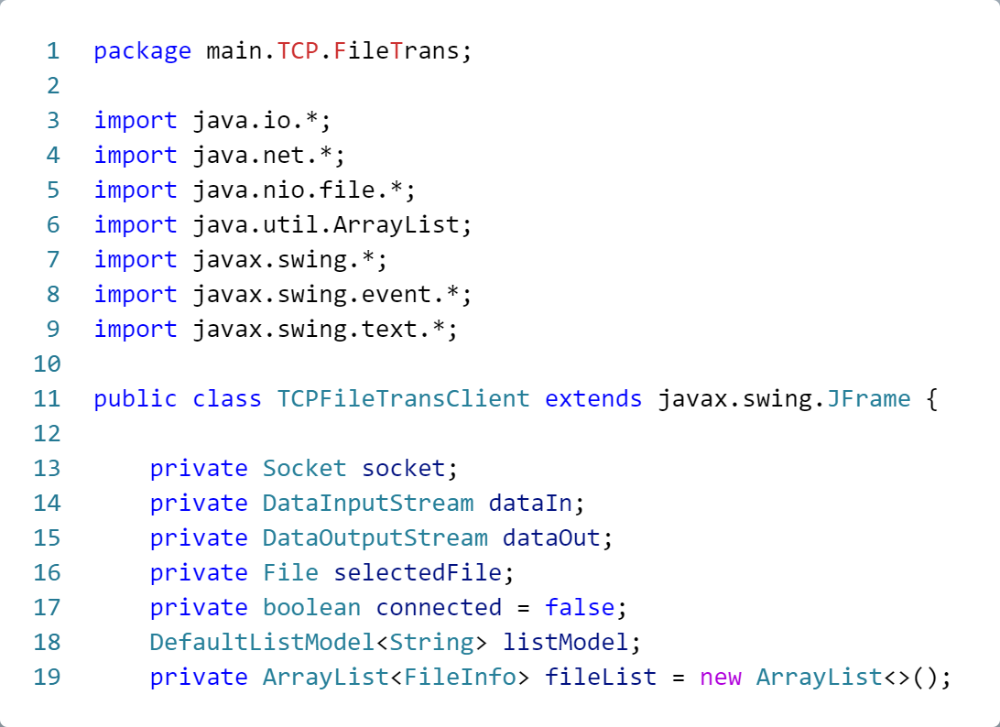 1 package main.TCP.FileTrans;
2
3 import java.io.*;
4 import java.net.*;
5 import java.nio.file.*;
6 import java.util.ArrayList;
7 import javax.swing.*;
8 import javax.swing.event.*;
9 import javax.swing.text.*;
10
11 public class TCPFileTransClient extends javax.swing.JFrame {
12
13     private Socket socket;
14     private DataInputStream dataIn;
15     private DataOutputStream dataOut;
16     private File selectedFile;
17     private boolean connected = false;
18     DefaultListModel<String> listModel;
19     private ArrayList<FileInfo> fileList = new ArrayList<>();